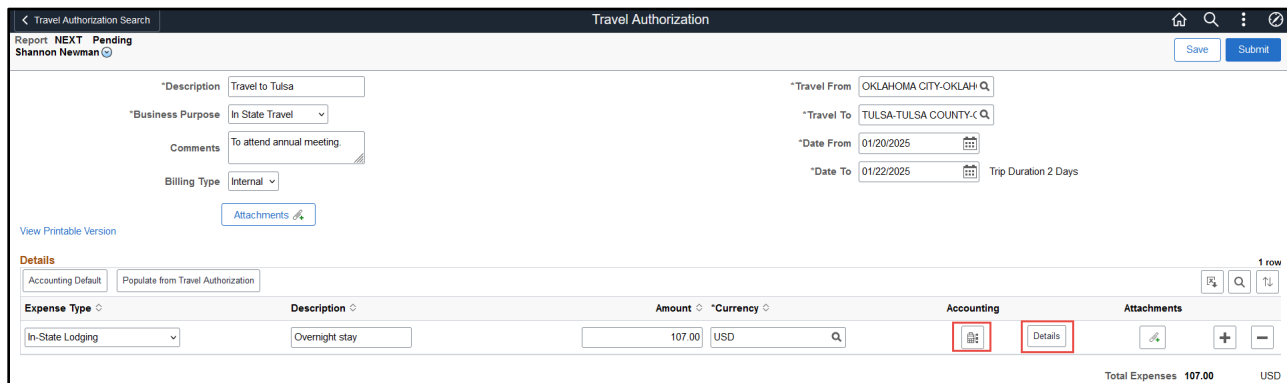 Travel Authorization Search
Travel Authorization
Report NEXT Pending
Shannon Newman
Save
Submit
*Description Travel to Tulsa
*Travel From OKLAHOMA CITY-OKLAH
*Business Purpose In State Travel
*Travel To TULSA-TULSA COUNTY-(
Comments To attend annual meeting.
*Date From 01/20/2025
Billing Type Internal
*Date To 01/22/2025 Trip Duration 2 Days
Attachments
View Printable Version
Details
1 row
Accounting Default Populate from Travel Authorization
Expense Type Description Amount *Currency Accounting Attachments
In-State Lodging Overnight stay 107.00 USD Details
Total Expenses 107.00 USD